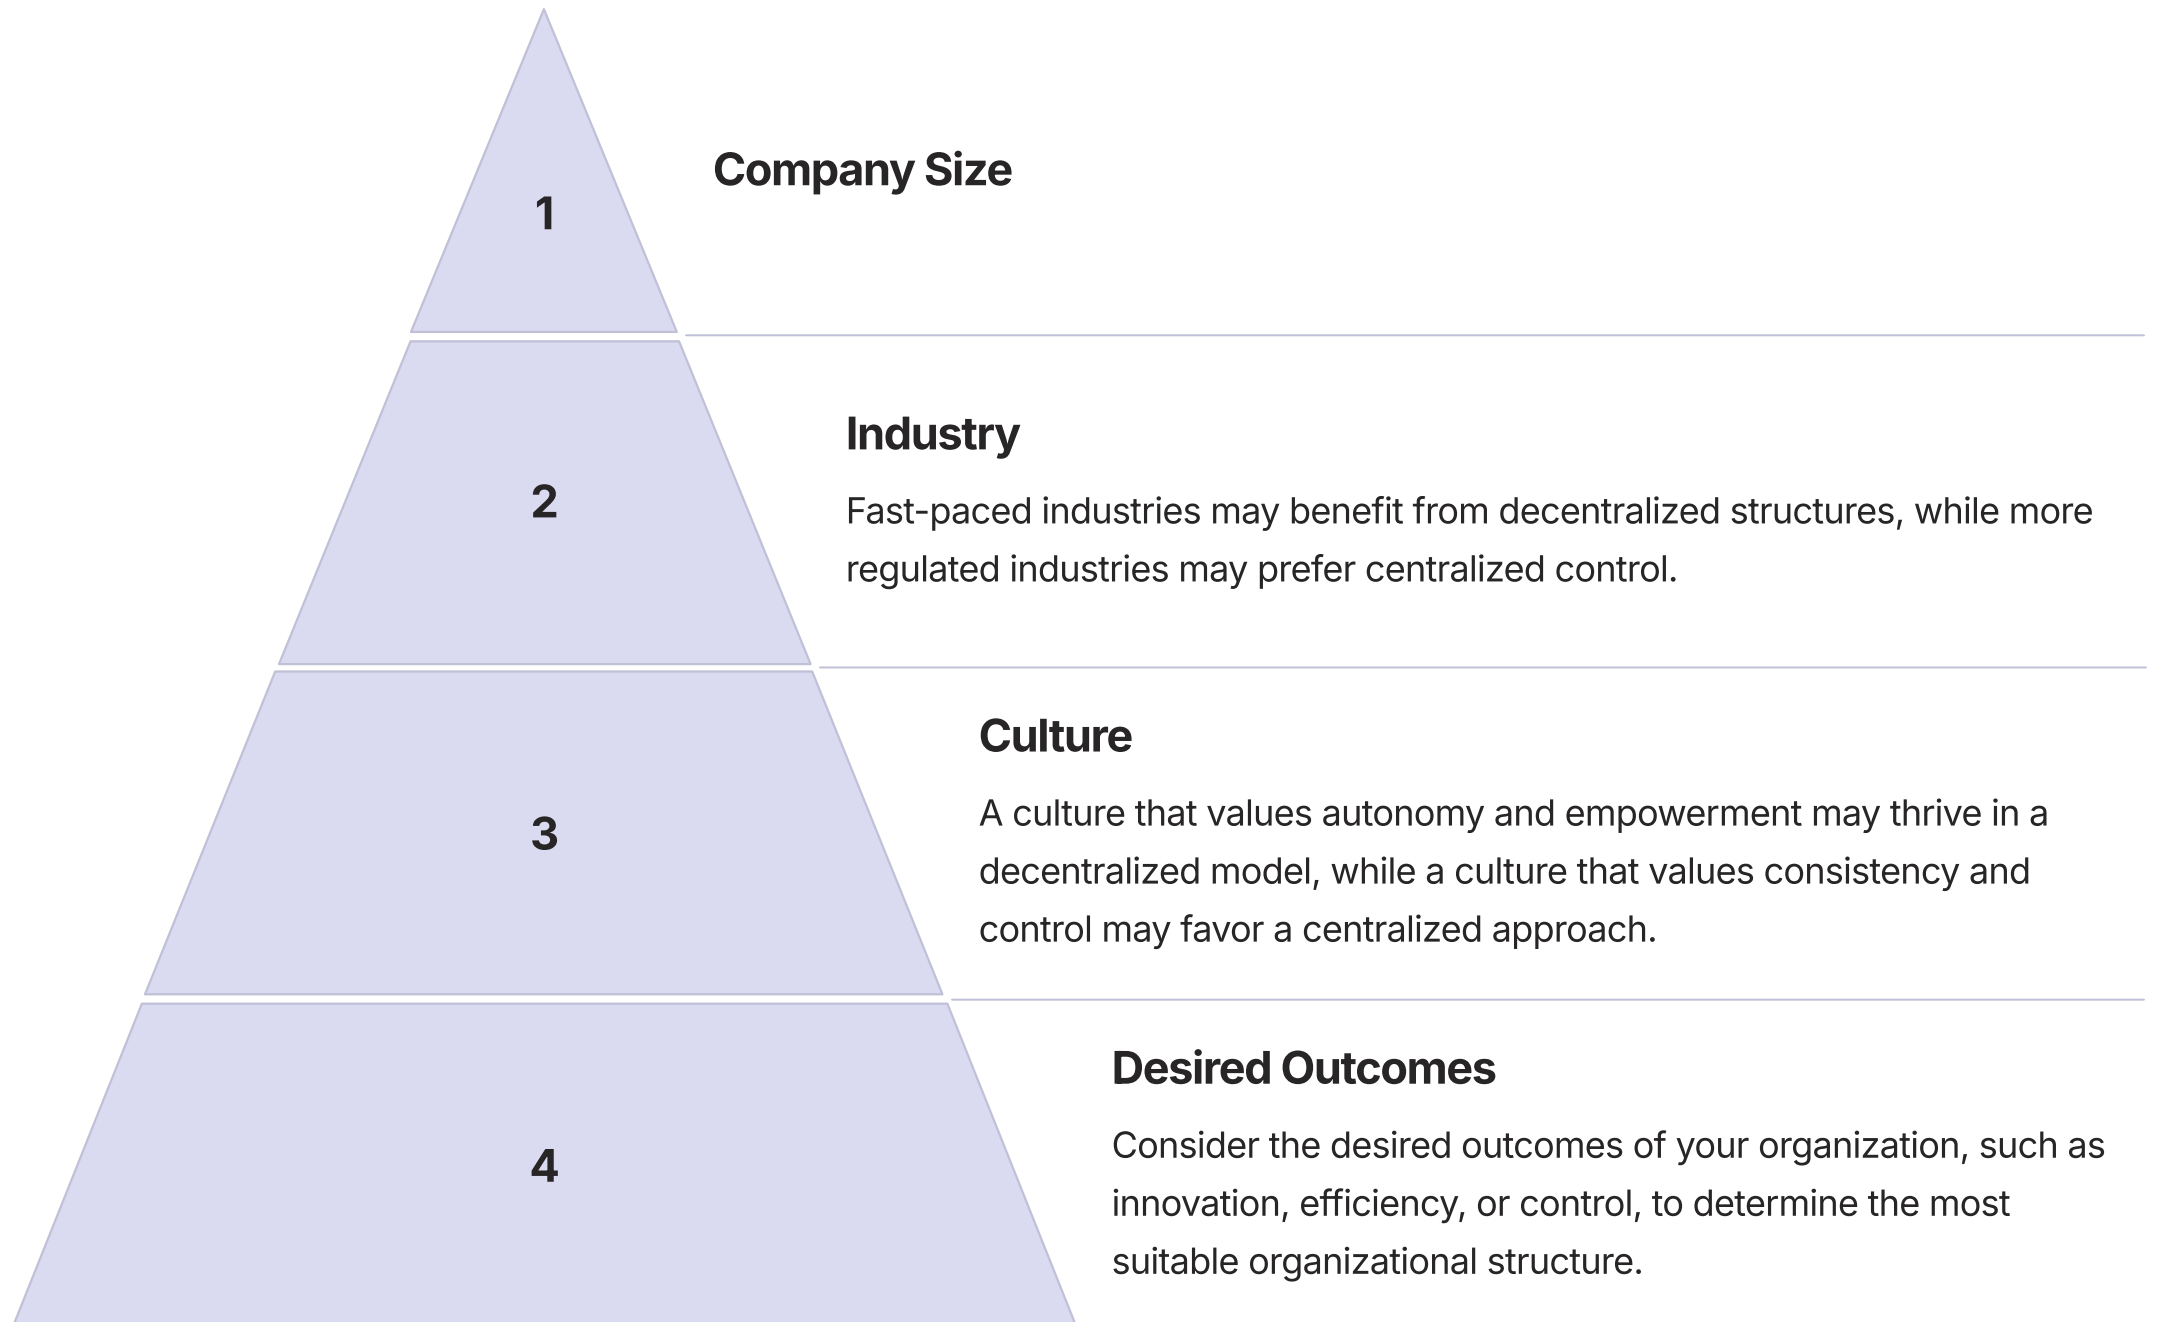 1
Company Size
2
Industry
Fast-paced industries may benefit from decentralized structures, while more
regulated industries may prefer centralized control.
3
Culture
A culture that values autonomy and empowerment may thrive in a
decentralized model, while a culture that values consistency and
control may favor a centralized approach.
4
Desired Outcomes
Consider the desired outcomes of your organization, such as
innovation, efficiency, or control, to determine the most
suitable organizational structure.